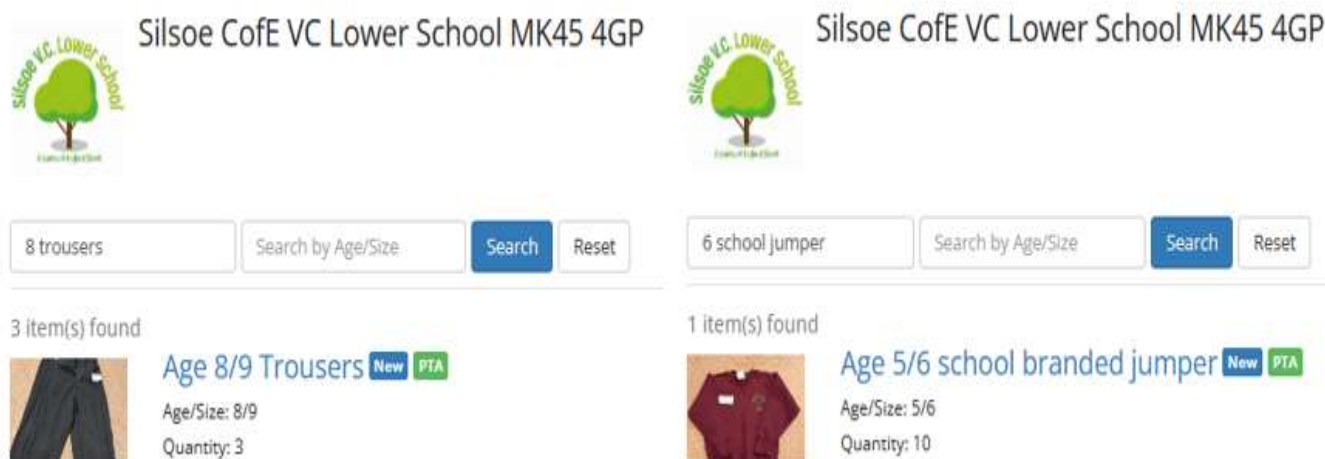 Silsoe CofE VC Lower School MK45 4GP
Silsoe V.C. Lower School
8 trousers
Search by Age/Size
Search
Reset
3 item(s) found
Age 8/9 Trousers New PTA
Age/Size: 8/9
Quantity: 3
Silsoe CofE VC Lower School MK45 4GP
Silsoe V.C. Lower School
6 school jumper
Search by Age/Size
Search
Reset
1 item(s) found
Age 5/6 school branded jumper New PTA
Age/Size: 5/6
Quantity: 10